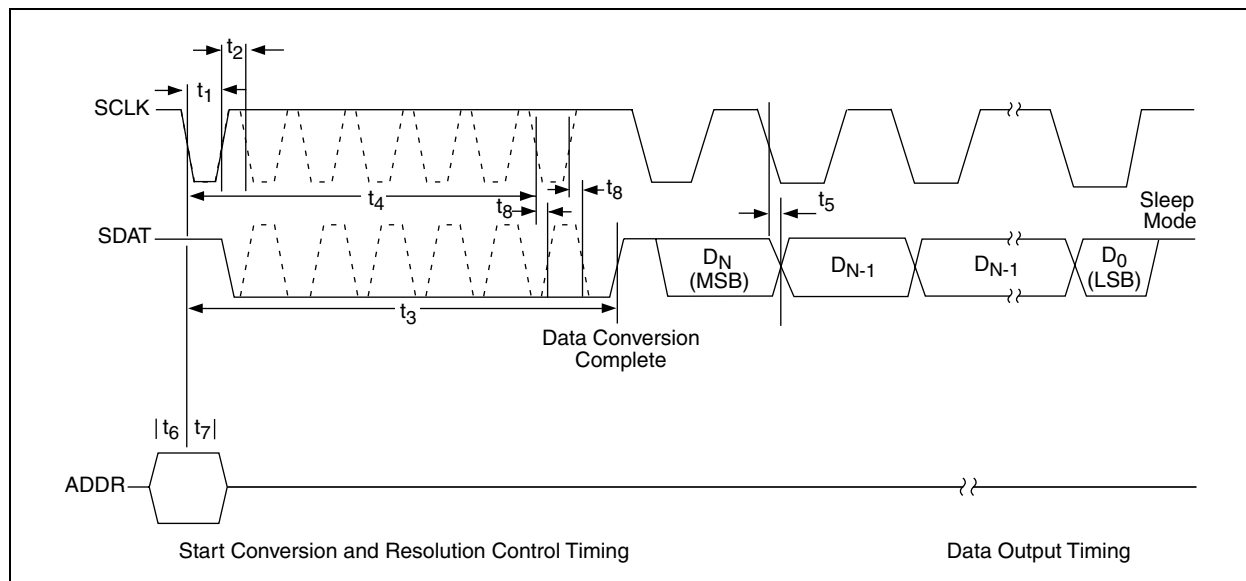 t2
t1
SCLK
t4
t8
t8
t5
Sleep
Mode
SDAT
DN
(MSB)
DN-1
DN-1
D0
(LSB)
t3
Data Conversion
Complete
t6
t7
ADDR
Start Conversion and Resolution Control Timing
Data Output Timing